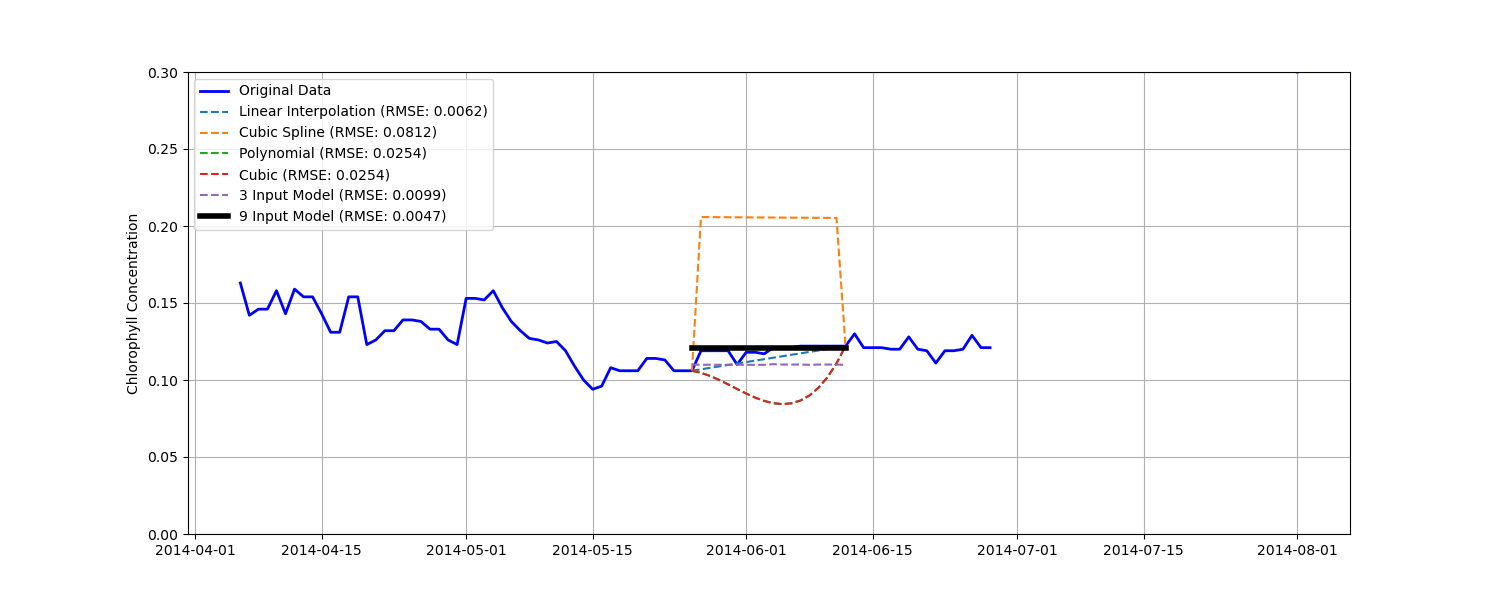 0.30
0.25
0.20
0.15
0.10
0.05
0.00
Chlorophyll Concentration
Original Data
Linear Interpolation (RMSE: 0.0062)
Cubic Spline (RMSE: 0.0812)
Polynomial (RMSE: 0.0254)
Cubic (RMSE: 0.0254)
3 Input Model (RMSE: 0.0099)
9 Input Model (RMSE: 0.0047)
2014-04-01 2014-04-15 2014-05-01 2014-05-15 2014-06-01 2014-06-15 2014-07-01 2014-07-15 2014-08-01